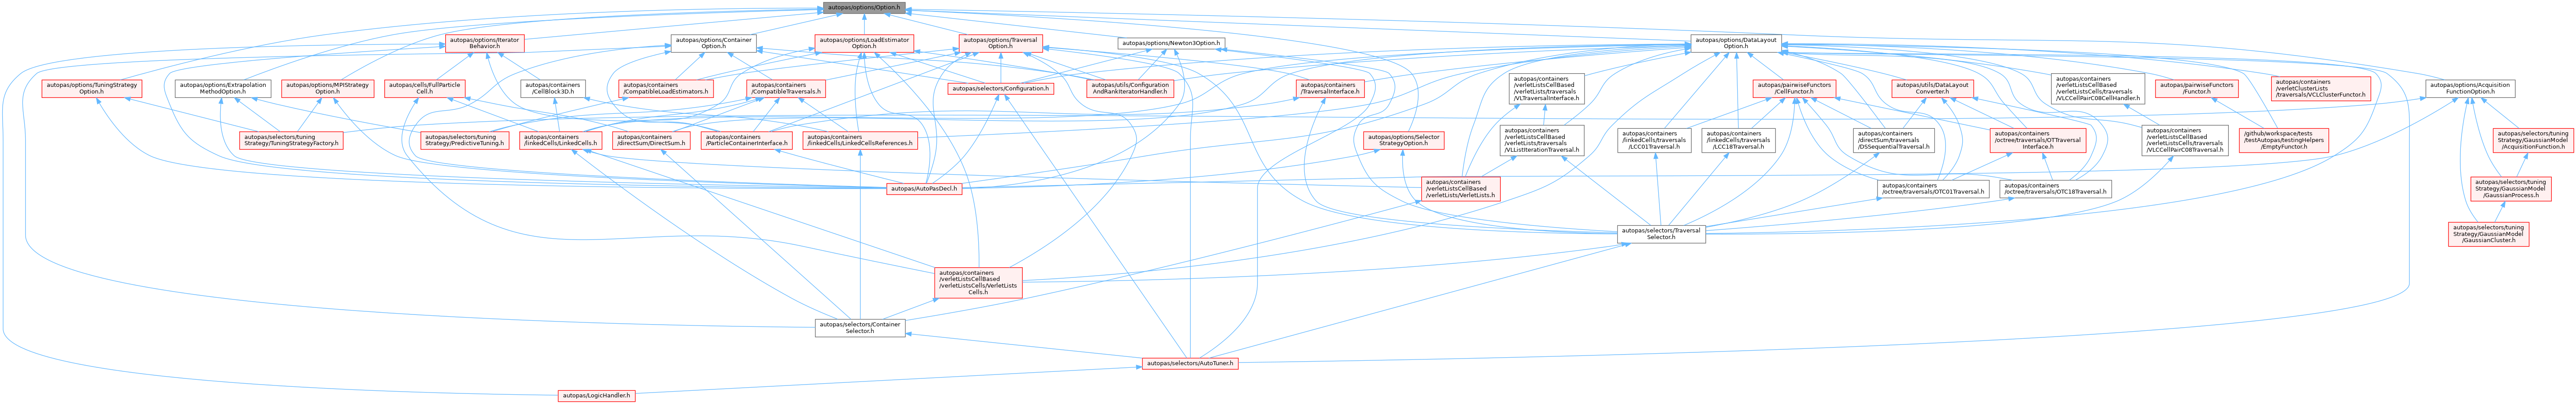 autopas/options/Option.h
autopas/options/Iterator
Behavior.h
autopas/options/Container
Option.h
autopas/options/LoadEstimator
Option.h
autopas/options/Traversal
Option.h
autopas/options/Newton3Option.h
autopas/options/DataLayout
Option.h
autopas/options/TuningStrategy
Option.h
autopas/options/Extrapolation
MethodOption.h
autopas/options/MPIStrategy
Option.h
autopas/cells/FullParticle
Cell.h
autopas/containers
/CellBlock3D.h
autopas/containers
/CompatibleLoadEstimators.h
autopas/containers
/CompatibleTraversals.h
autopas/selectors/Configuration.h
autopas/utils/Configuration
AndRankIteratorHandler.h
autopas/containers
/TraversalInterface.h
autopas/containers
/verletListsCellBased
/verletLists/traversals
/VLTraversalInterface.h
autopas/pairwiseFunctors
/CellFunctor.h
autopas/utils/DataLayout
Converter.h
autopas/containers
/verletListsCellBased
/verletListsCells/traversals
/VLCCellPairC08CellHandler.h
autopas/pairwiseFunctors
/Functor.h
autopas/containers
/verletClusterLists
/traversals/VCLClusterFunctor.h
autopas/options/Acquisition
FunctionOption.h
autopas/selectors/tuning
Strategy/TuningStrategyFactory.h
autopas/selectors/tuning
Strategy/PredictiveTuning.h
autopas/containers
/linkedCells/LinkedCells.h
autopas/containers
/directSum/DirectSum.h
autopas/containers
/ParticleContainerInterface.h
autopas/containers
/linkedCells/LinkedCellsReferences.h
autopas/options/Selector
StrategyOption.h
autopas/containers
/verletListsCellBased
/verletLists/traversals
/VLListIterationTraversal.h
autopas/containers
/linkedCells/traversals
/LCC01Traversal.h
autopas/containers
/linkedCells/traversals
/LCC18Traversal.h
autopas/containers
/directSum/traversals
/DSSequentialTraversal.h
autopas/containers
/octree/traversals/OTTraversal
Interface.h
autopas/containers
/verletListsCellBased
/verletListsCells/traversals
/VLCCellPairC08Traversal.h
/github/workspace/tests
/testAutopas/testingHelpers
/EmptyFunctor.h
autopas/selectors/tuning
Strategy/GaussianModel
/AcquisitionFunction.h
autopas/AutoPasDecl.h
autopas/containers
/verletListsCellBased
/verletLists/VerletLists.h
autopas/containers
/octree/traversals/OTC01Traversal.h
autopas/containers
/octree/traversals/OTC18Traversal.h
autopas/selectors/tuning
Strategy/GaussianModel
/GaussianProcess.h
autopas/selectors/Traversal
Selector.h
autopas/selectors/tuning
Strategy/GaussianModel
/GaussianCluster.h
autopas/containers
/verletListsCellBased
/verletListsCells/VerletLists
Cells.h
autopas/selectors/Container
Selector.h
autopas/selectors/AutoTuner.h
autopas/LogicHandler.h